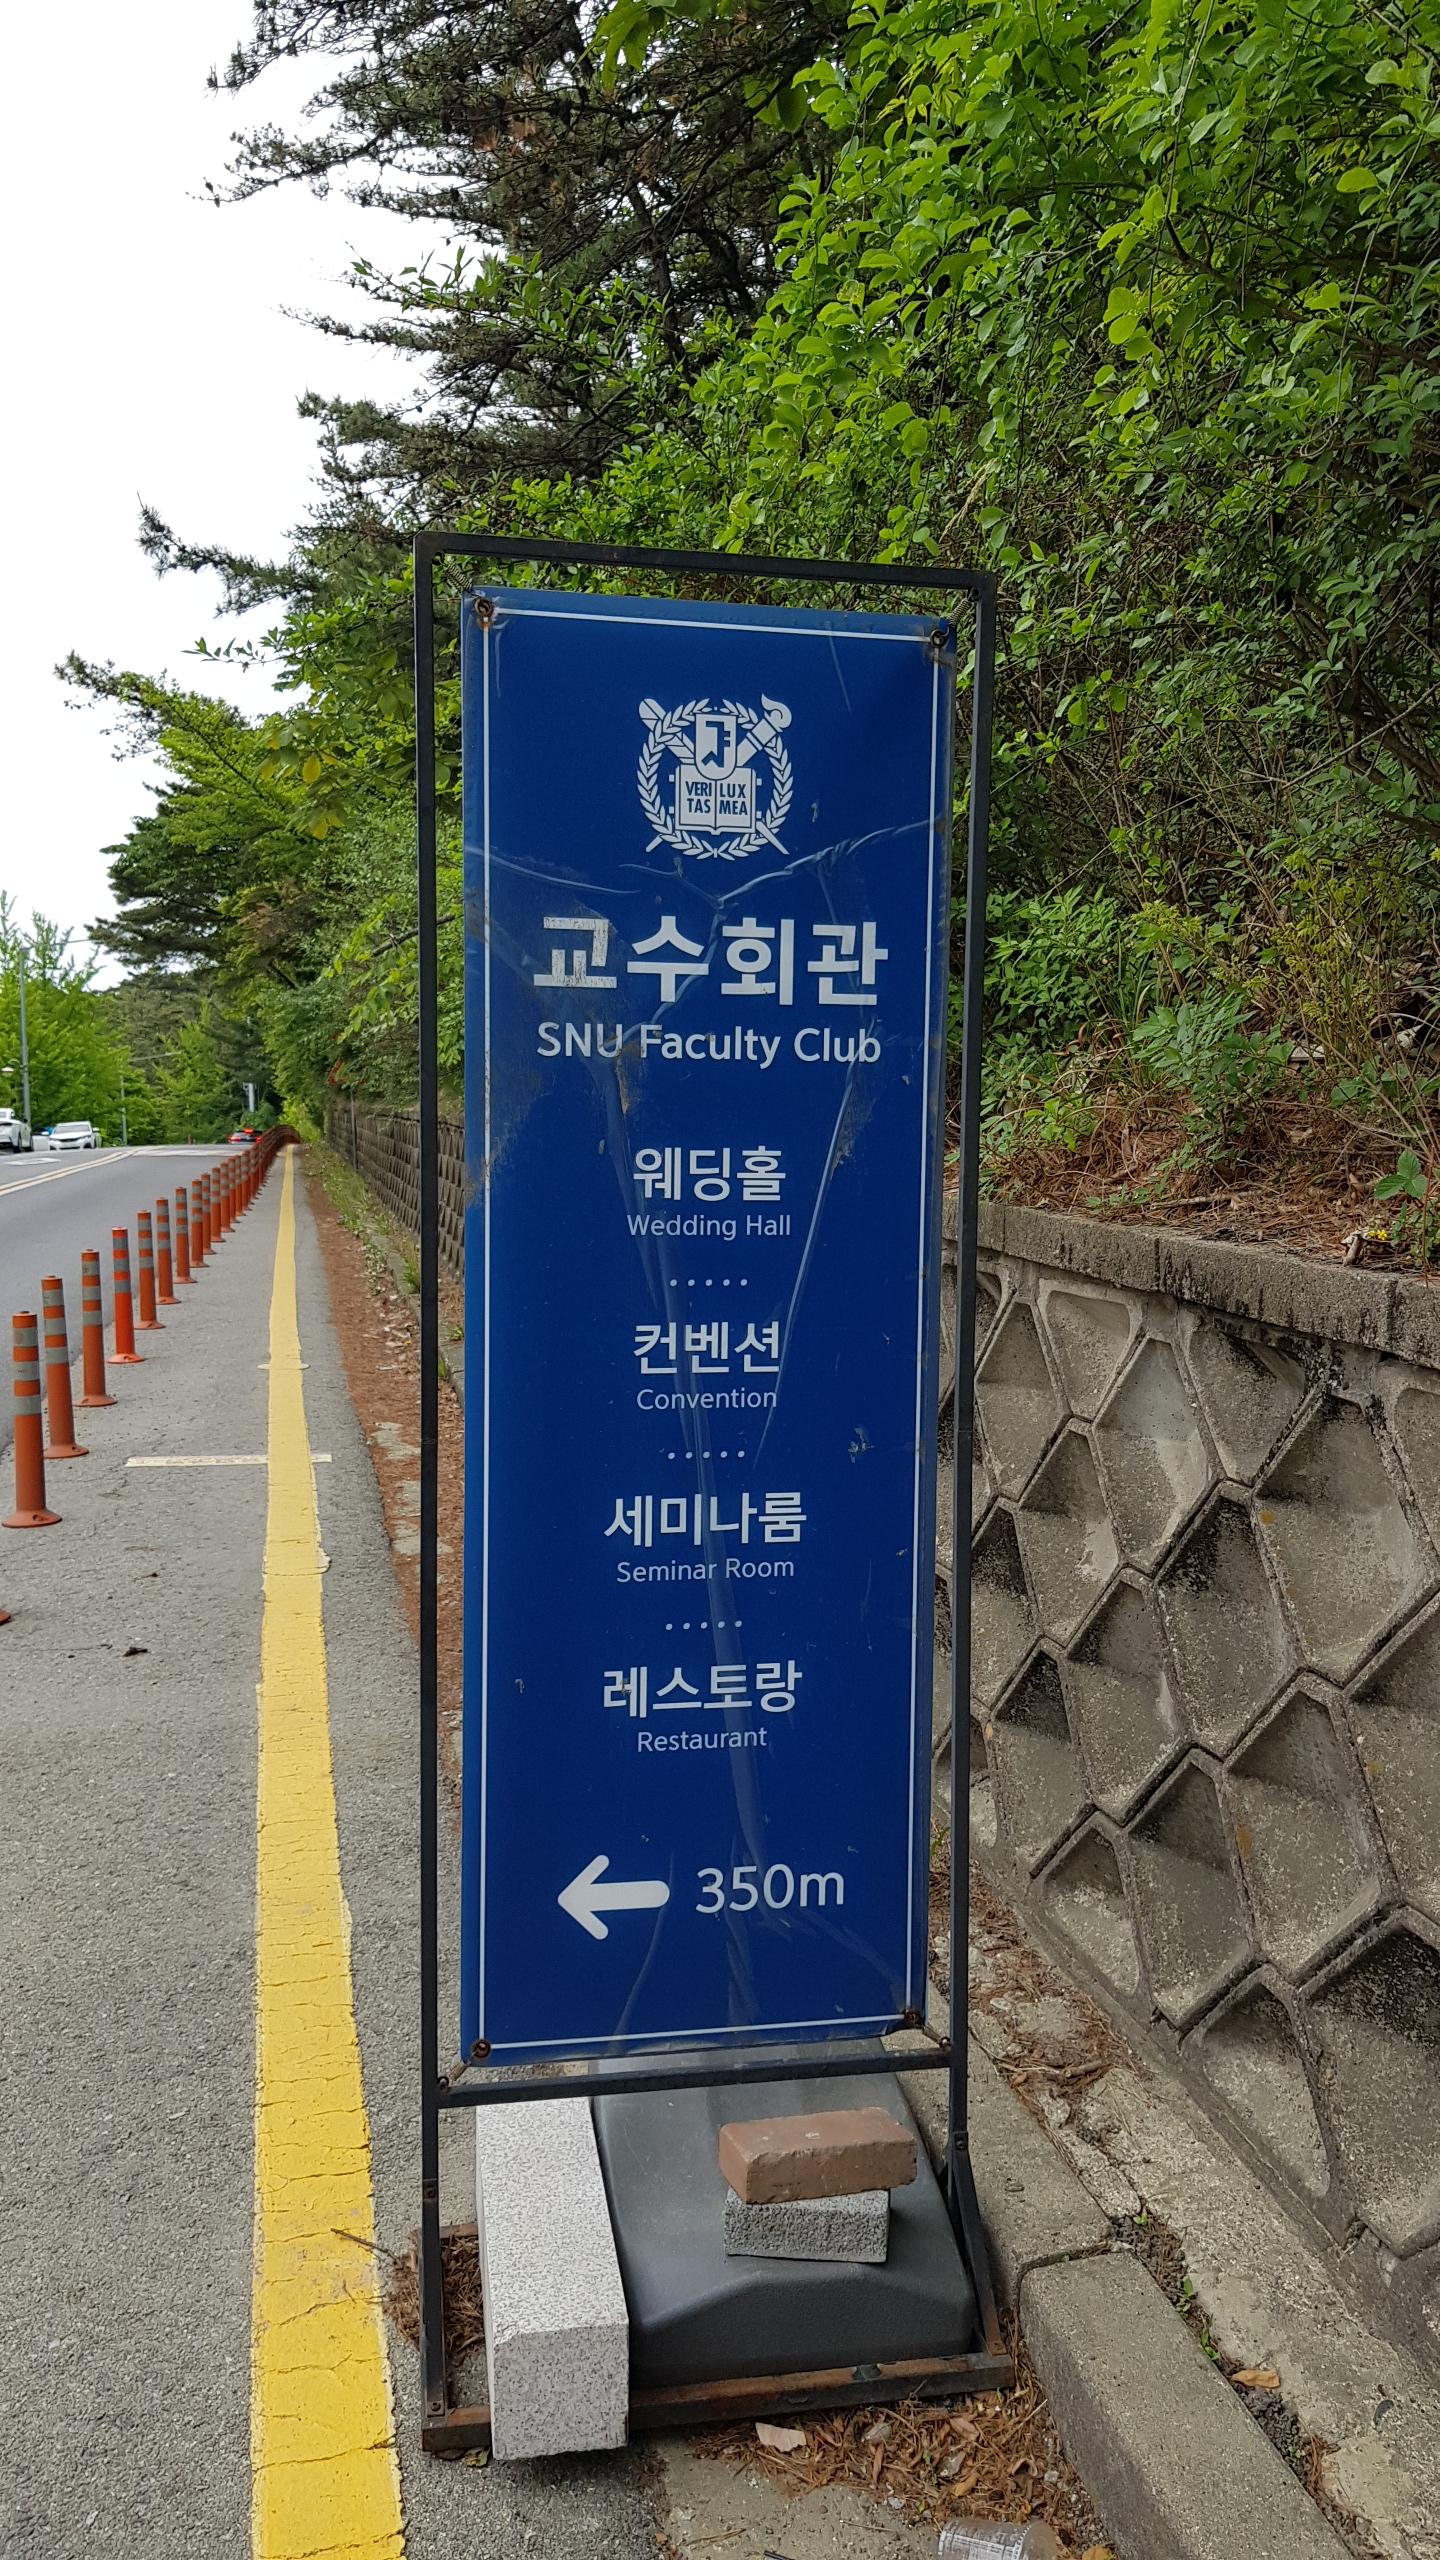 VERI LUX
TAS MEA
교수회관
SNU Faculty Club
웨딩홀
Wedding Hall
컨벤션
Convention
세미나룸
Seminar Room
레스토랑
Restaurant
← 350m